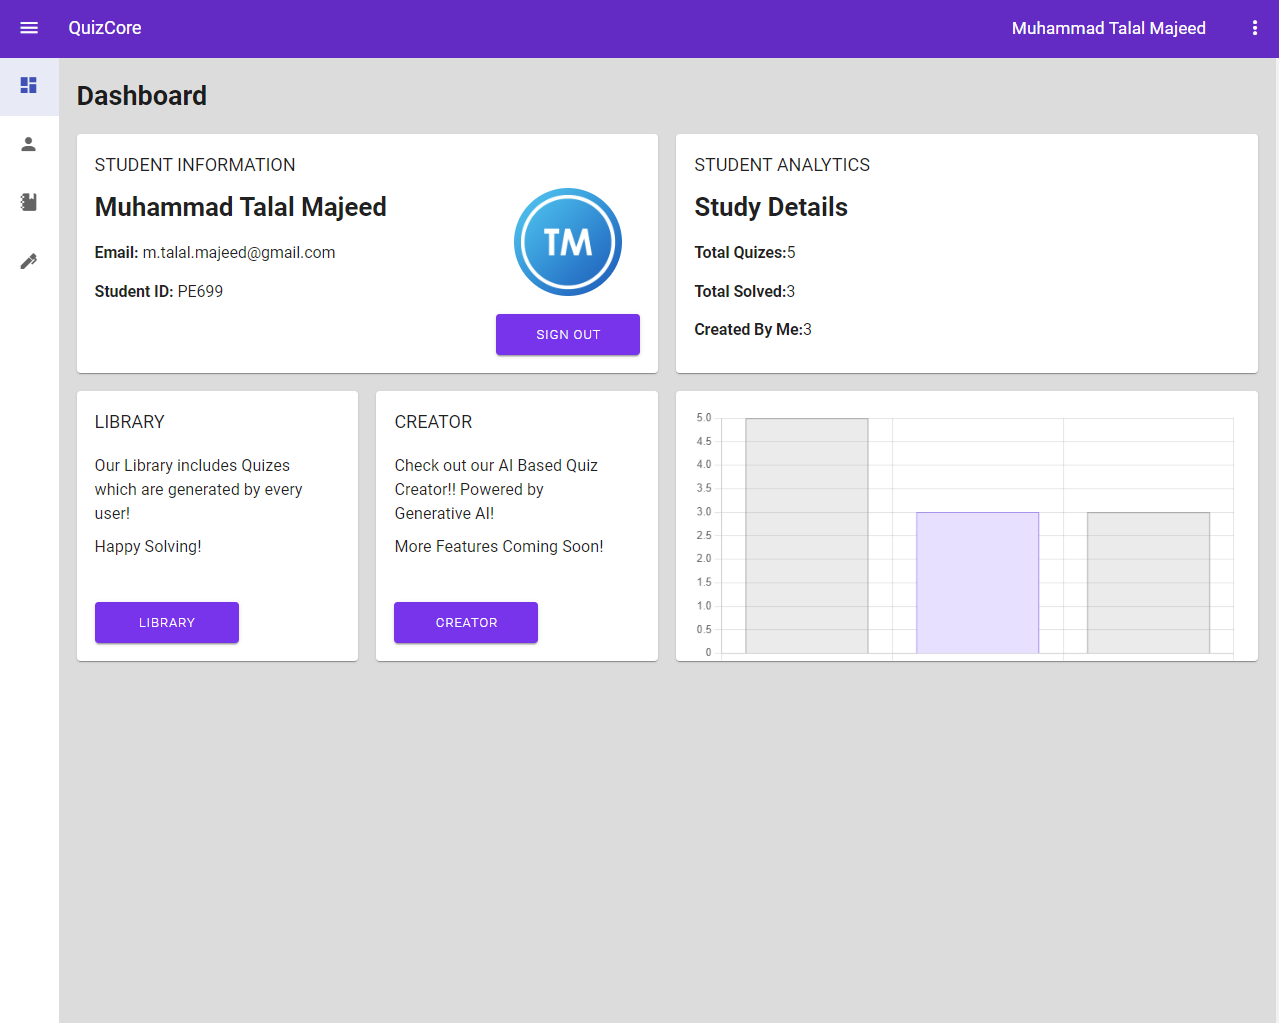 QuizCore
Muhammad Talal Majeed
Dashboard
STUDENT INFORMATION
Muhammad Talal Majeed
Email: m.talal.majeed@gmail.com
Student ID: PE699
TM
SIGN OUT
STUDENT ANALYTICS
Study Details
Total Quizes:5
Total Solved:3
Created By Me:3
LIBRARY
Our Library includes Quizes
which are generated by every
user!
Happy Solving!
LIBRARY
CREATOR
Check out our AI Based Quiz
Creator!! Powered by
Generative AI!
More Features Coming Soon!
CREATOR
5.0
4.5
4.0
3.5
3.0
2.5
2.0
1.5
1.0
0.5
0